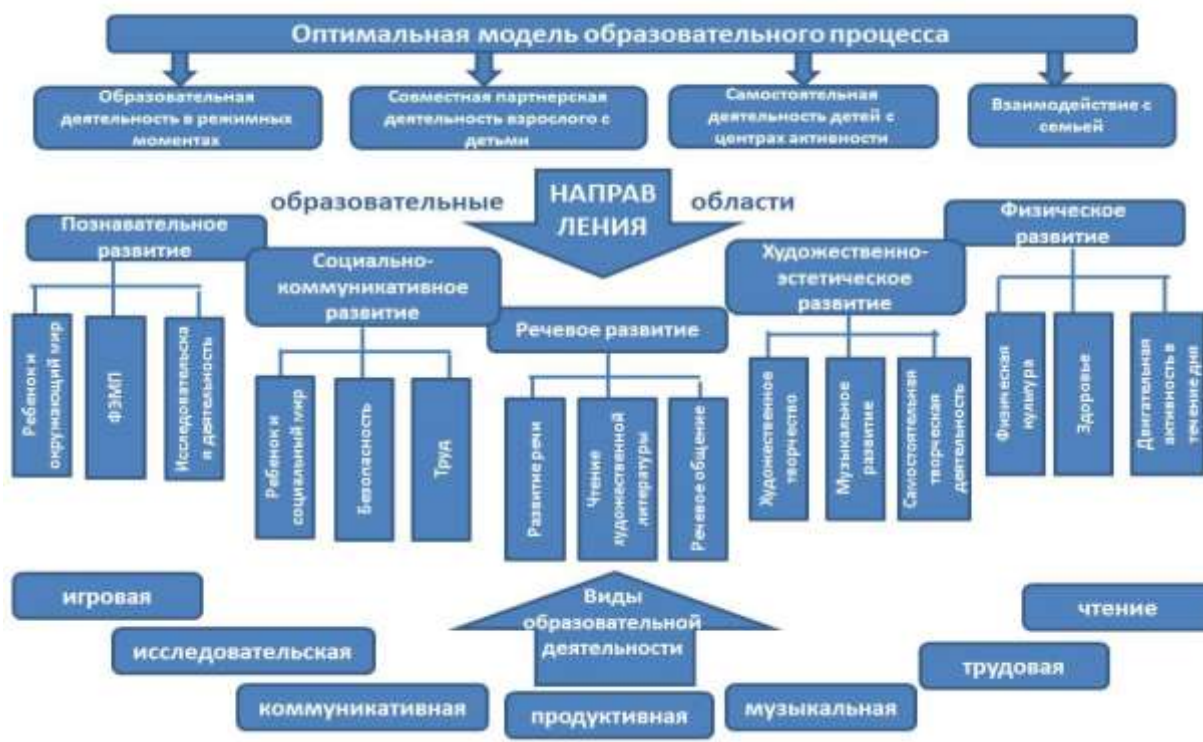 Оптимальная модель образовательного процесса
Образовательная
деятельность в режимных
моментах
Совместная партнерская
деятельность взрослого с
детьми
Самостоятельная
деятельность детей с
центрах активности
Взаимодействие с
семьей
образовательные
НАПРАВ
ЛЕНИЯ
области
Познавательное
развитие
Социально-
коммуникативное
развитие
Речевое развитие
Художественно-
эстетическое
развитие
Физическое
развитие
Ребенок и
окружающий мир
ФЭМП
Исследовательска
я деятельность
Ребенок и
социальный мир
Безопасность
Труд
Развитие речи
Чтение
художественной
литературы
Речевое общение
Художественное
творчество
Музыкальное
развитие
Самостоятельная
творческая
деятельность
Физическая
культура
Здоровье
Двигательная
активность в
течение дня
Виды
образовательной
деятельности
игровая
исследовательская
коммуникативная
продуктивная
музыкальная
трудовая
чтение